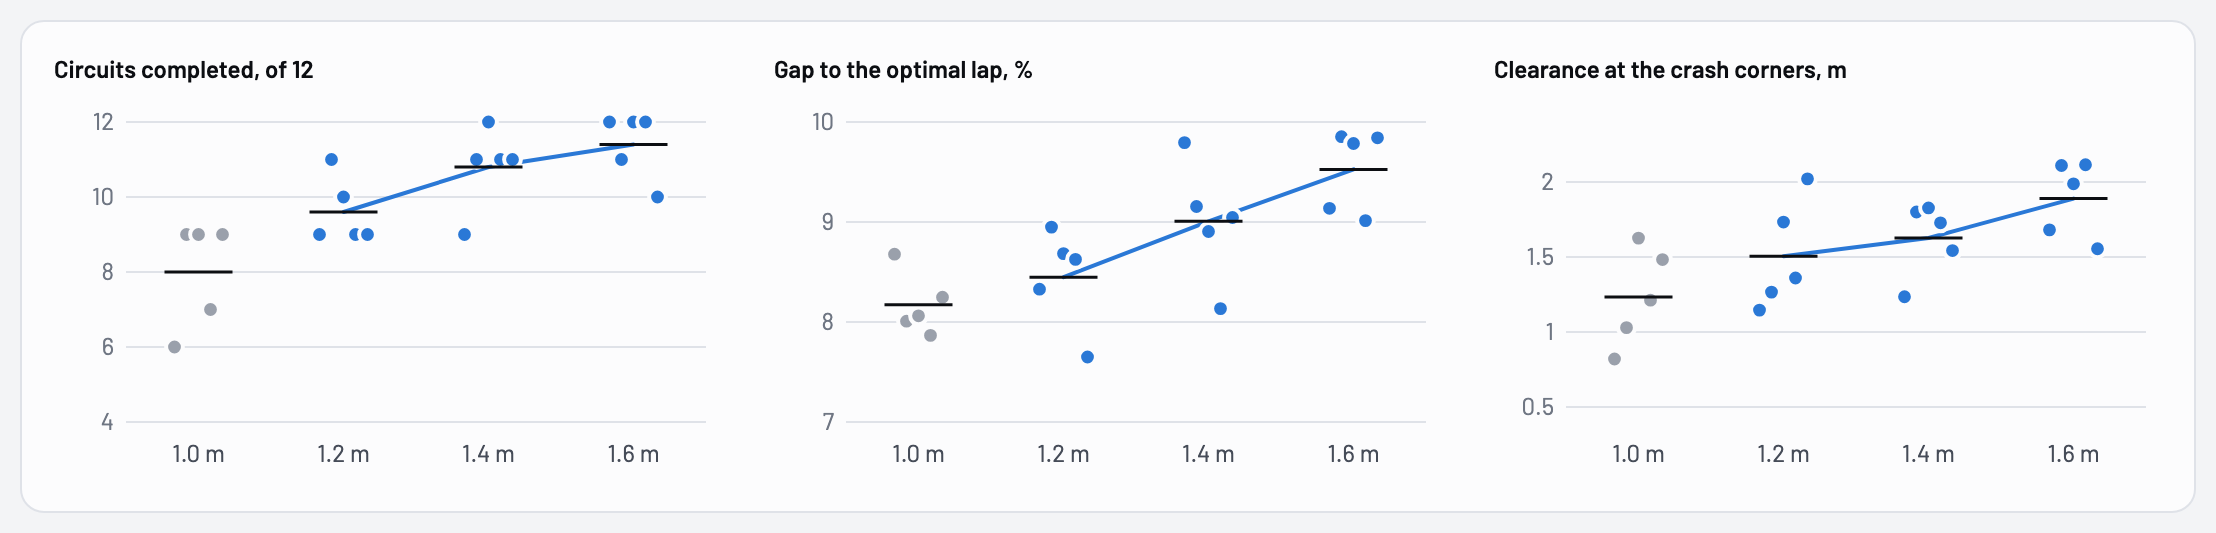 Circuits completed, of 12
12
10
8
6
4
1.0 m 1.2 m 1.4 m 1.6 m
Gap to the optimal lap, %
10
9
8
7
1.0 m 1.2 m 1.4 m 1.6 m
Clearance at the crash corners, m
2
1.5
1
0.5
1.0 m 1.2 m 1.4 m 1.6 m